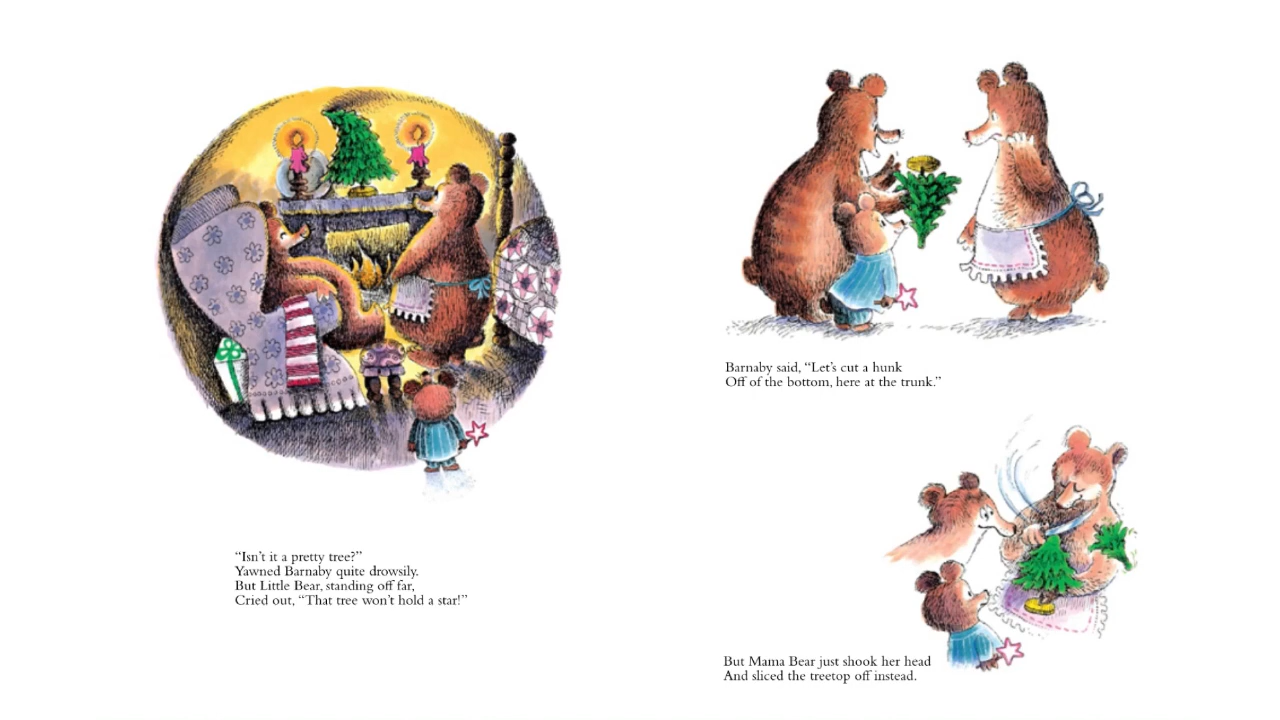 “Isn’t it a pretty tree?”
Yawned Barnaby quite drowsily.
But Little Bear, standing off far,
Cried out, “That tree won’t hold a star!”
Barnaby said, “Let’s cut a hunk
Off of the bottom, here at the trunk.”
But Mama Bear just shook her head
And sliced the treetop off instead.